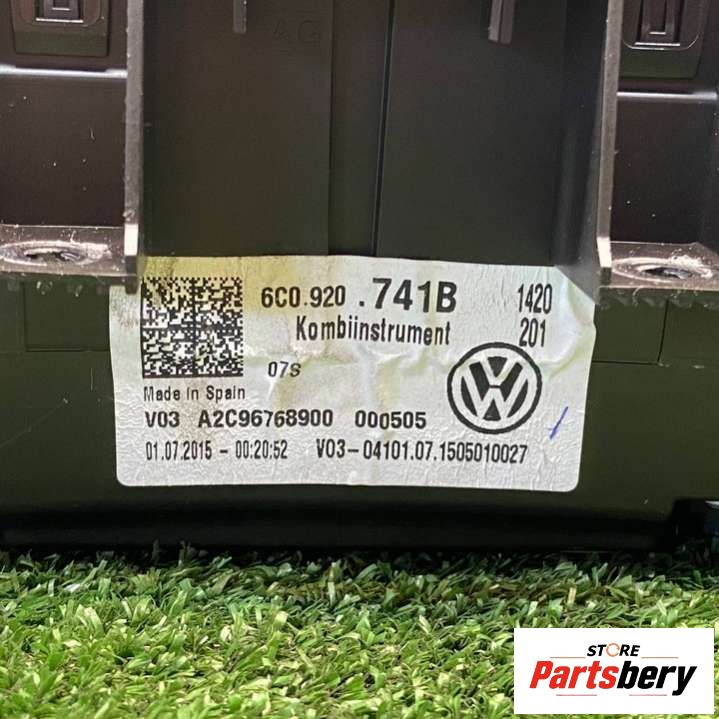 AG
6C0.920 .741B 1420
Kombiinstrument 201
07S
Made in Spain
V03 A2C96768900 000505
01.07.2015 - 00:20:52 V03-04101.07.1505010027
STORE
Partsbery